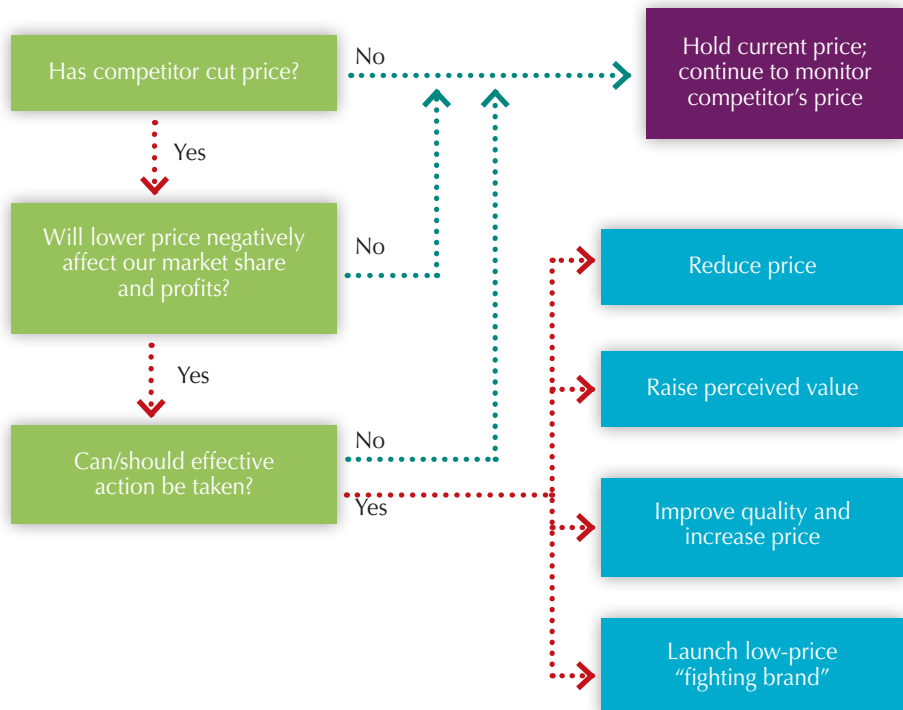 Has competitor cut price?
No
Hold current price;
continue to monitor
competitor’s price
Yes
Will lower price negatively
affect our market share
and profits?
No
Reduce price
Yes
Raise perceived value
Can/should effective
action be taken?
No
Yes
Improve quality and
increase price
Launch low-price
“fighting brand”